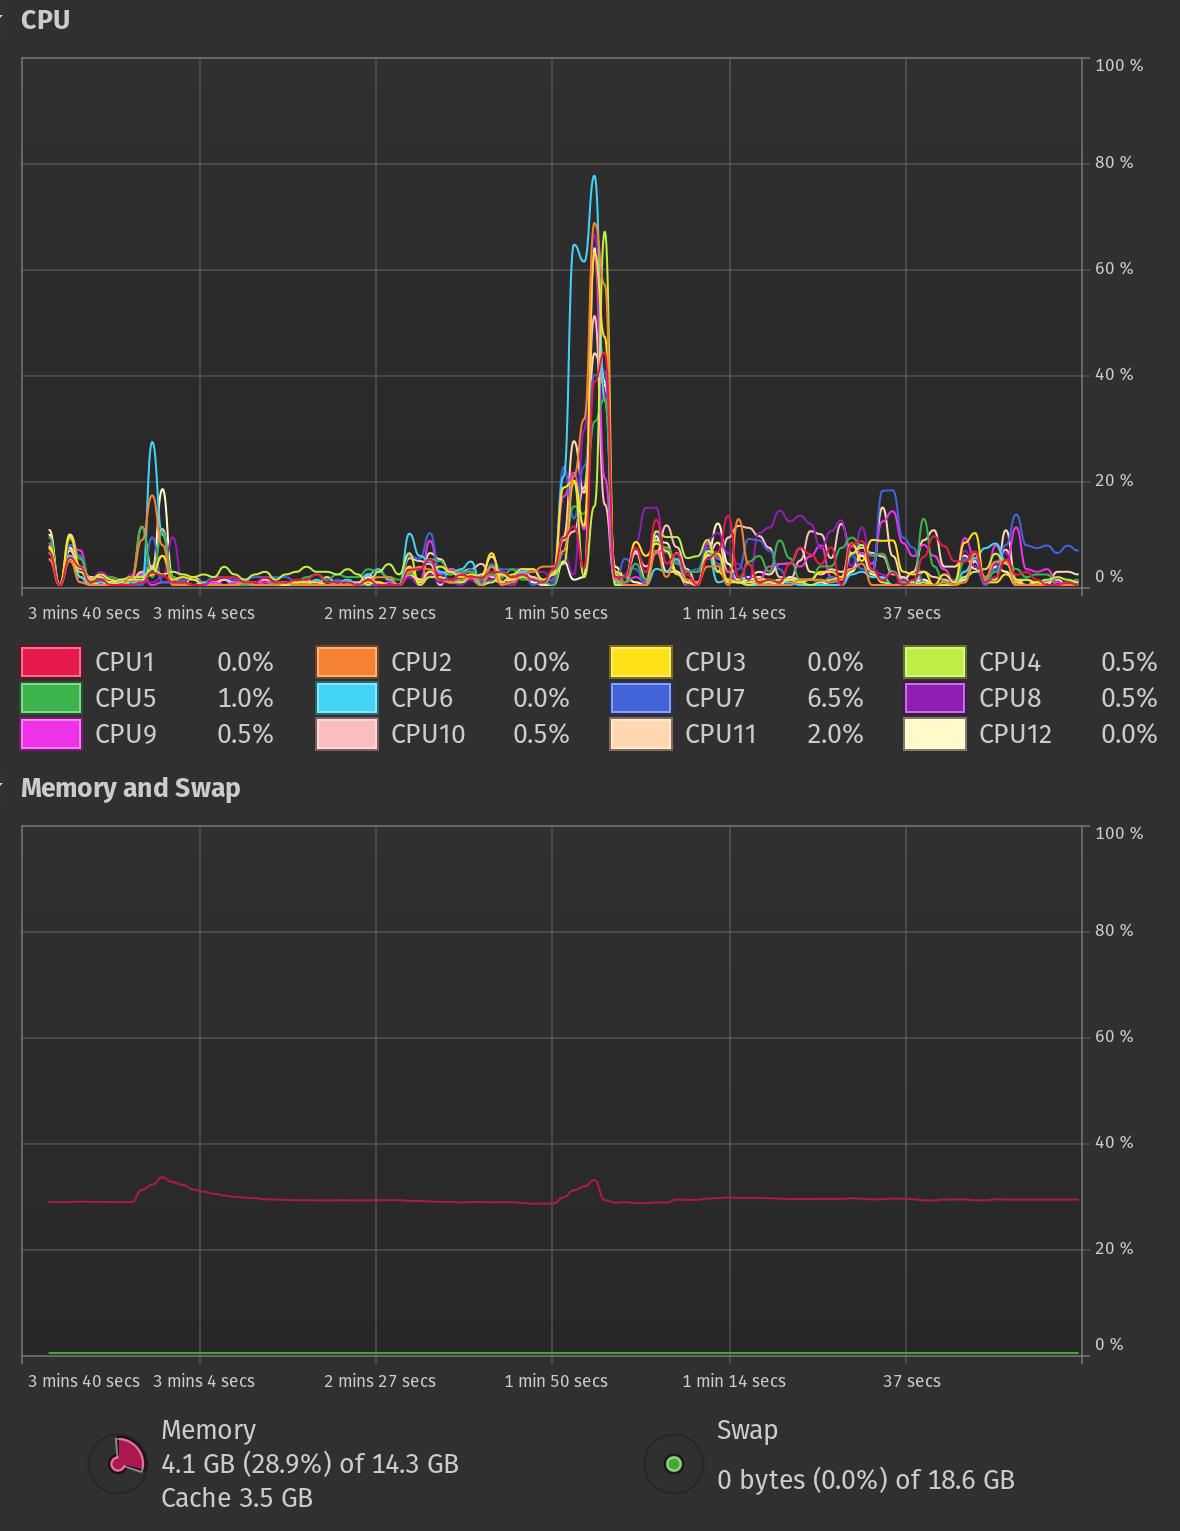 CPU
100 %
80 %
60 %
40 %
20 %
0 %
3 mins 40 secs 3 mins 4 secs 2 mins 27 secs 1 min 50 secs 1 min 14 secs 37 secs
CPU1 0.0% CPU2 0.0% CPU3 0.0% CPU4 0.5%
CPU5 1.0% CPU6 0.0% CPU7 6.5% CPU8 0.5%
CPU9 0.5% CPU10 0.5% CPU11 2.0% CPU12 0.0%
Memory and Swap
100 %
80 %
60 %
40 %
20 %
0 %
3 mins 40 secs 3 mins 4 secs 2 mins 27 secs 1 min 50 secs 1 min 14 secs 37 secs
Memory
4.1 GB (28.9%) of 14.3 GB
Cache 3.5 GB
Swap
0 bytes (0.0%) of 18.6 GB